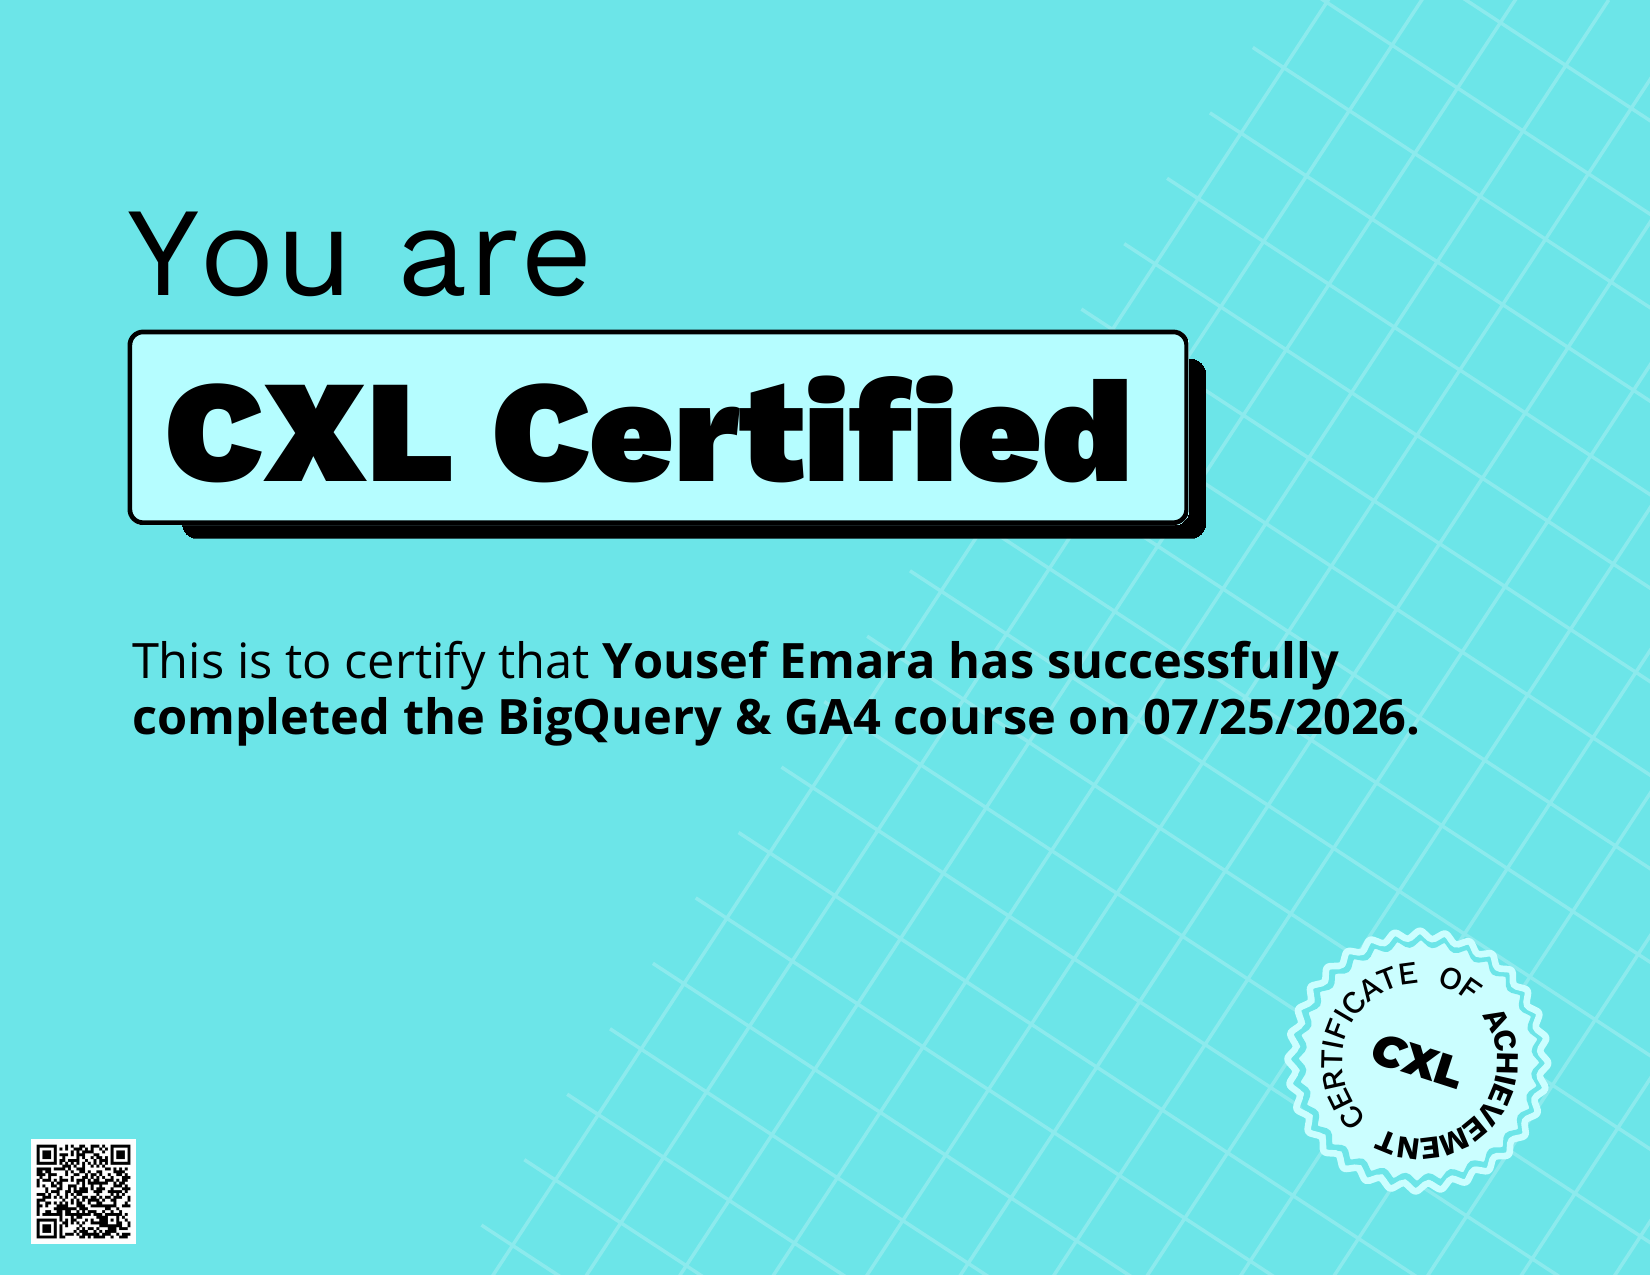 You are
CXL Certified
This is to certify that Yousef Emara has successfully
completed the BigQuery & GA4 course on 07/25/2026.
CERTIFICATE OF ACHIEVEMENT
CXL